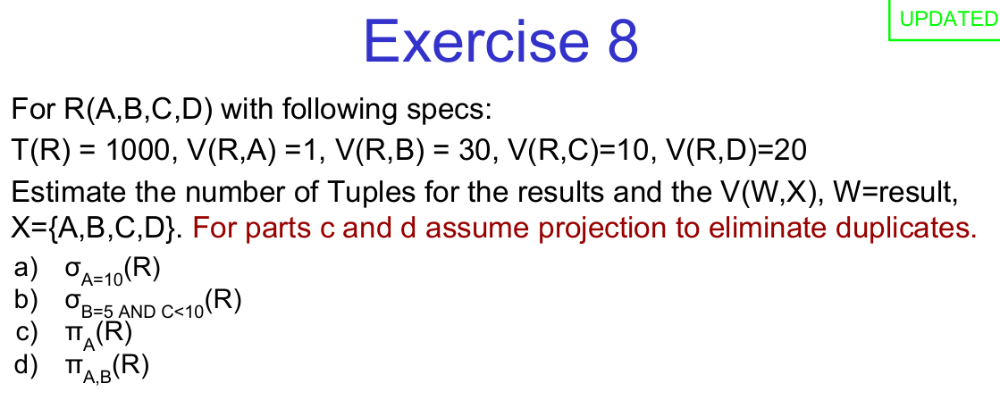 UPDATED
Exercise 8
For R(A,B,C,D) with following specs:
T(R) = 1000, V(R,A) =1, V(R,B) = 30, V(R,C)=10, V(R,D)=20
Estimate the number of Tuples for the results and the V(W,X), W=result,
X={A,B,C,D}. For parts c and d assume projection to eliminate duplicates.
a) σA=10(R)
b) σB=5 AND C<10(R)
c) πA(R)
d) πA,B(R)